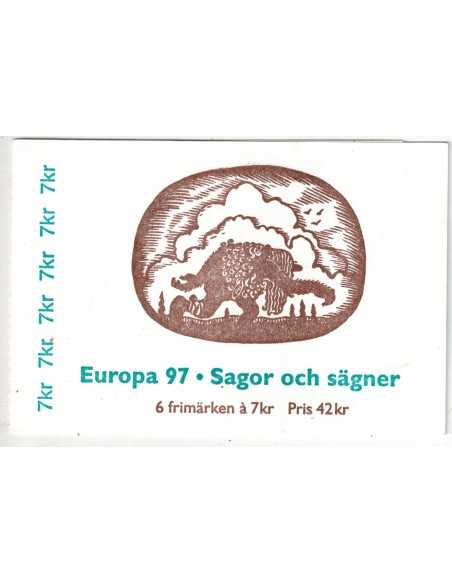 7kr 7kr. 7kr 7kr 7kr 7kr
Europa 97 • Sagor och sägner
6 frimärken à 7kr Pris 42kr